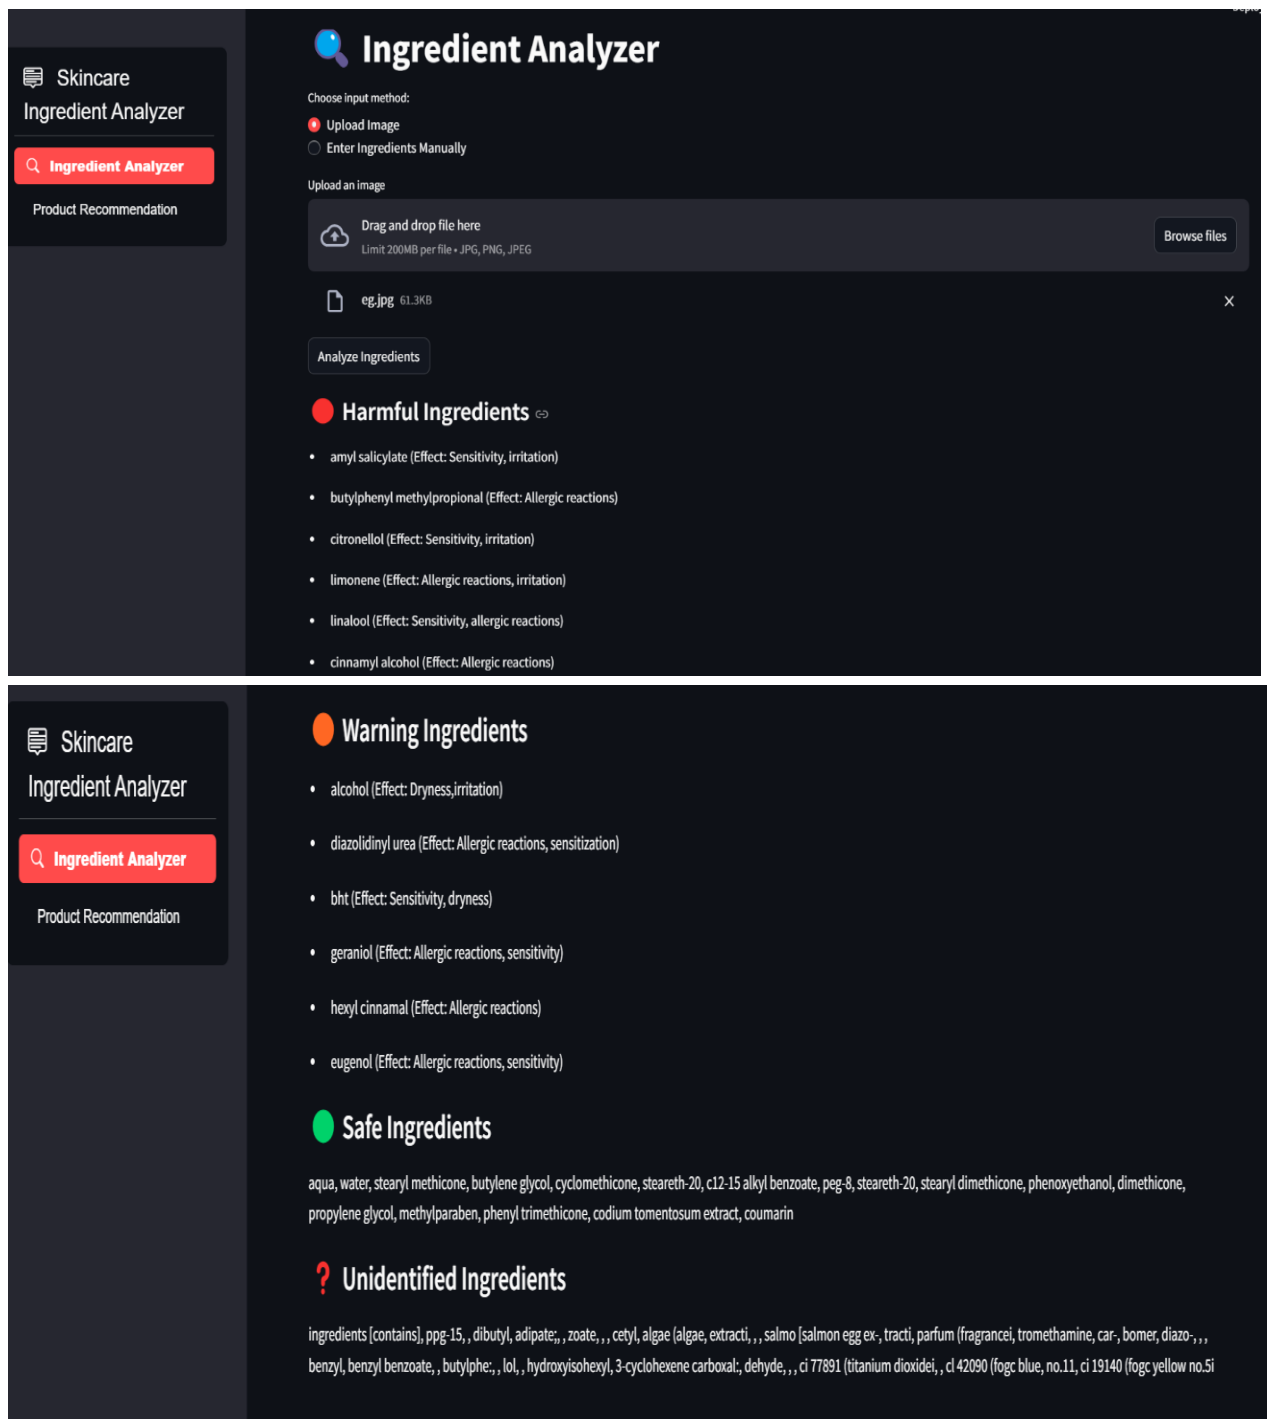 Skincare
Ingredient Analyzer
Ingredient Analyzer
Product Recommendation
Ingredient Analyzer
Choose input method:
Upload Image
Enter Ingredients Manually
Upload an image
Drag and drop file here
Limit 200MB per file • JPG, PNG, JPEG
Browse files
eg.jpg 61.3KB
Analyze Ingredients
Harmful Ingredients
• amyl salicylate (Effect: Sensitivity, irritation)
• butylphenyl methylpropional (Effect: Allergic reactions)
• citronellol (Effect: Sensitivity, irritation)
• limonene (Effect: Allergic reactions, irritation)
• linalool (Effect: Sensitivity, allergic reactions)
• cinnamyl alcohol (Effect: Allergic reactions)
Skincare
Ingredient Analyzer
Ingredient Analyzer
Product Recommendation
Warning Ingredients
• alcohol (Effect: Dryness,irritation)
• diazolidinyl urea (Effect: Allergic reactions, sensitization)
• bht (Effect: Sensitivity, dryness)
• geraniol (Effect: Allergic reactions, sensitivity)
• hexyl cinnamal (Effect: Allergic reactions)
• eugenol (Effect: Allergic reactions, sensitivity)
Safe Ingredients
aqua, water, stearyl methicone, butylene glycol, cyclomethicone, steareth-20, c12-15 alkyl benzoate, peg-8, steareth-20, stearyl dimethicone, phenoxyethanol, dimethicone,
propylene glycol, methylparaben, phenyl trimethicone, codium tomentosum extract, coumarin
Unidentified Ingredients
ingredients [contains], ppg-15, , dibutyl, adipate;, , zoate, , , cetyl, algae (algae, extracti, , , salmo [salmon egg ex-, tracti, parfum (fragrancei, tromethamine, car-, bomer, diazo-, , ,
benzyl, benzyl benzoate, , butylphe:, , lol, , hydroxyisohexyl, 3-cyclohexene carboxal:, dehyde, , , ci 77891 (titanium dioxidei, , cl 42090 (fogc blue, no.11, ci 19140 (fogc yellow no.5i